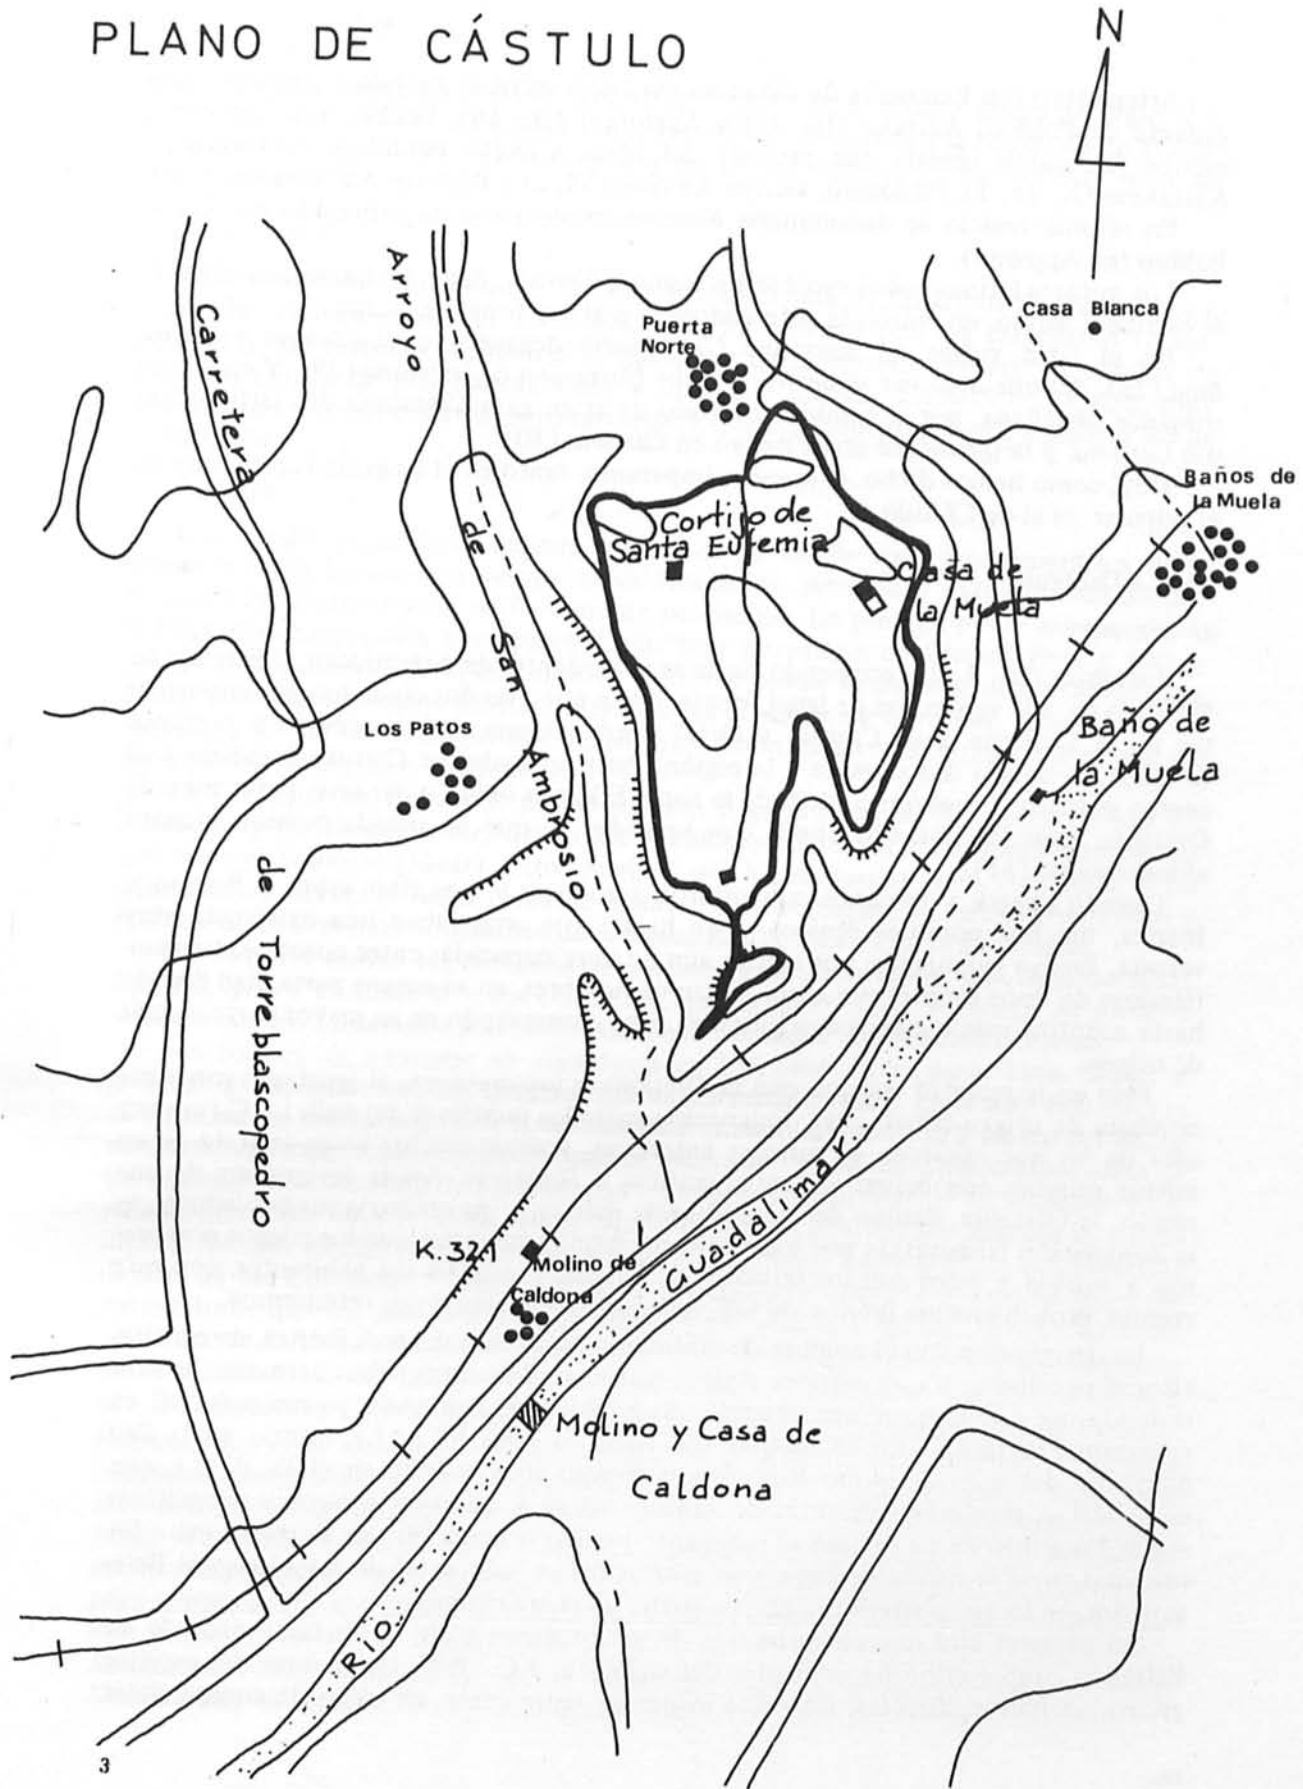 PLANO DE CÁSTULO
N
Carretera
Arroyo
Puerta
Norte
Casa Blanca
Baños de
La Muela
Cortijo de
Santa Eufemia
de
Casa de
la Muela
San
Los Patos
Baño de
la Muela
Ambrosio
de Torreblascopedro
K.321
Molino de
Caldona
Guadalimar
Molino y Casa de
Caldona
RIO
3